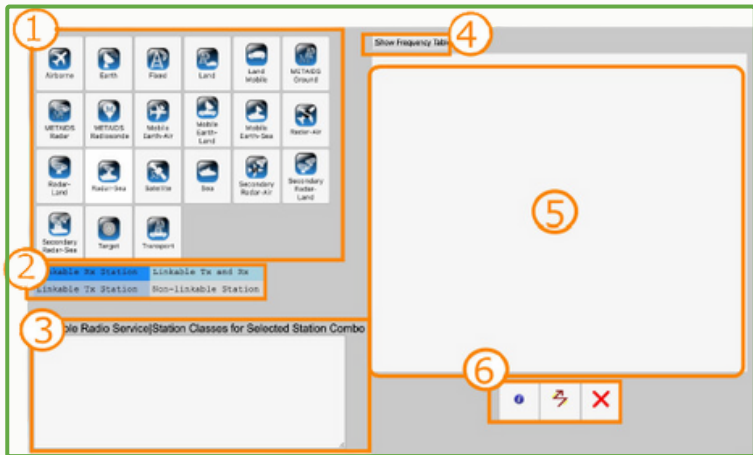 1
Airborne
Earth
Fixed
Land
Land
Mobile
METAIDS
Ground
METAIDS
Radar
METAIDS
Radiosonde
Mobile
Earth-Air
Mobile
Earth-
Land
Mobile
Earth-Sea
Radar-Air
Radar-
Land
Radar-Sea
Satellite
Sea
Secondary
Radar-Air
Secondary
Radar-
Land
Secondary
Radar-Sea
Target
Transport
2
Linkable Rx Station
Linkable Tx and Rx
Linkable Tx Station
Non-linkable Station
3
ble Radio Service|Station Classes for Selected Station Combo
Show Frequency Table
4
5
6